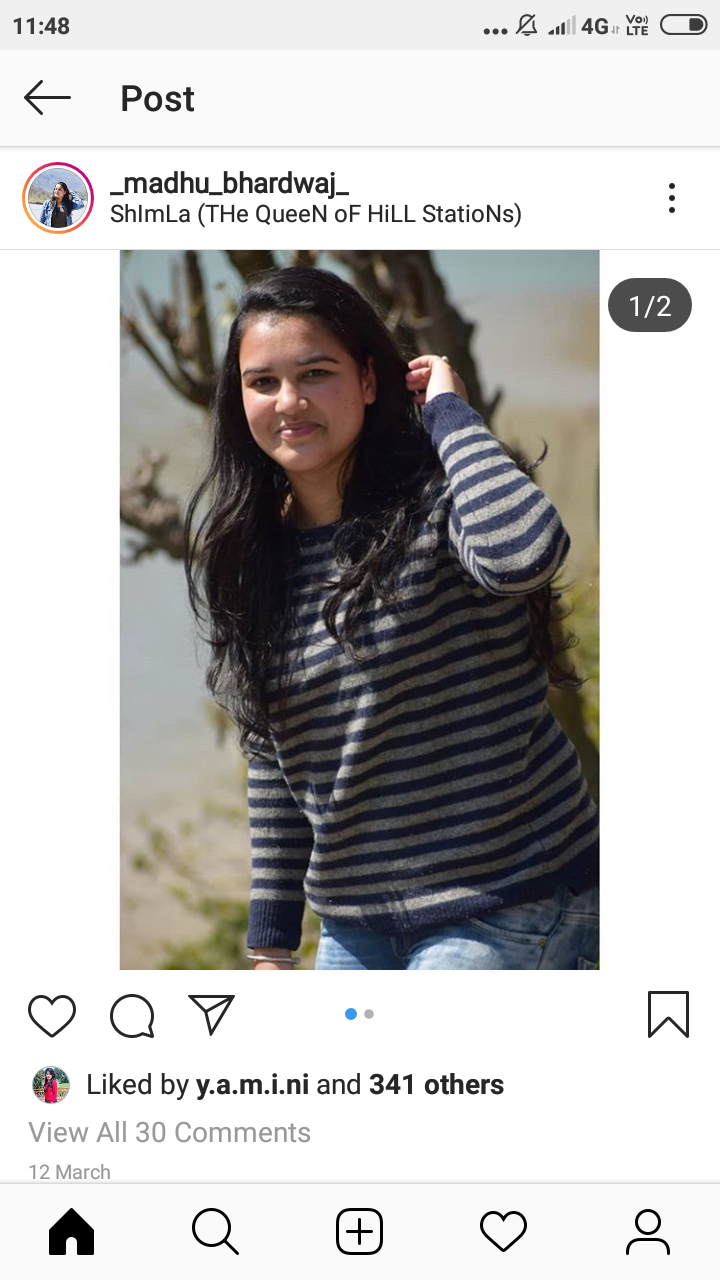 11:48
4G
Vo))
LTE
Post
_madhu_bhardwaj_
ShImLa (THe QueeN oF HiLL StatioNs)
1/2
Liked by y.a.m.i.ni and 341 others
View All 30 Comments
12 March